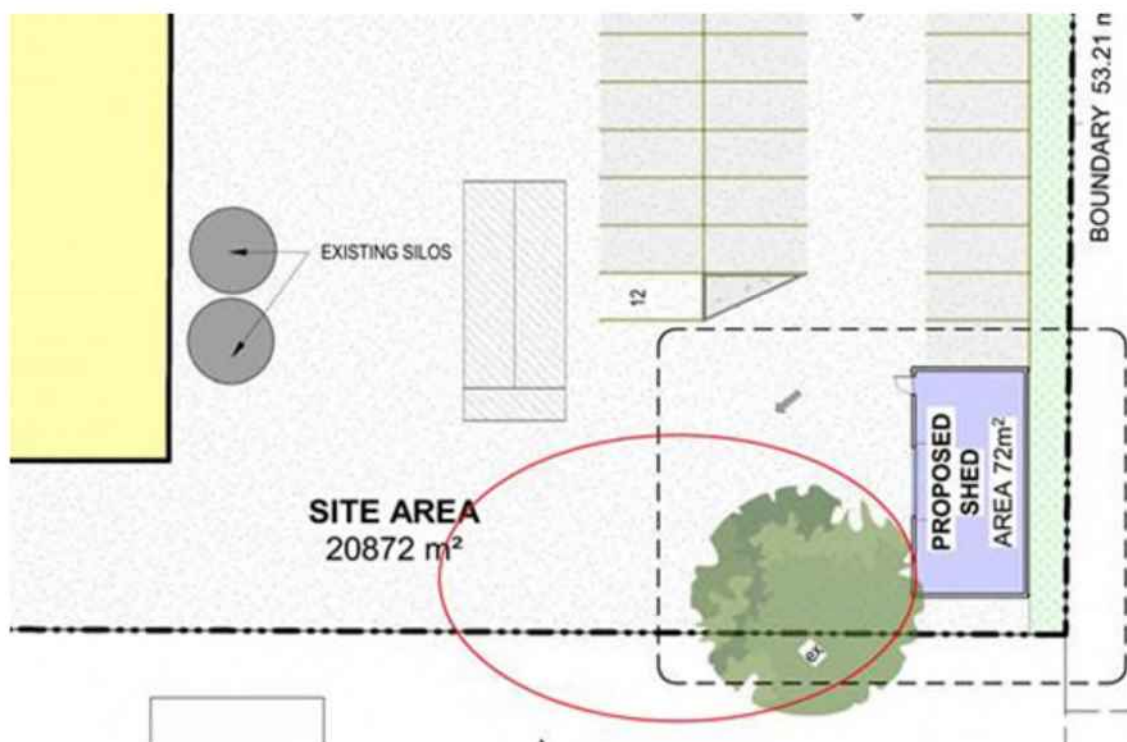 BOUNDARY 53.21 m
EXISTING SILOS
12
PROPOSED
SHED
AREA 72m²
SITE AREA
20872 m²
ex